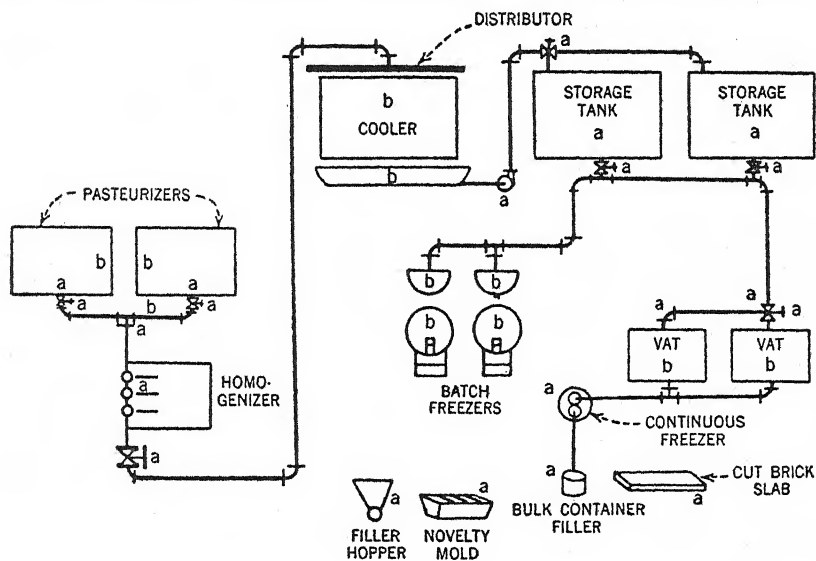 DISTRIBUTOR
a
b
COOLER
b
a
STORAGE
TANK
a
STORAGE
TANK
a
a
a
PASTEURIZERS
b
b
a
a
a
a
b
a
a
HOMO-
GENIZER
a
b
b
b
b
BATCH
FREEZERS
a
a
VAT
b
VAT
b
a
CONTINUOUS
FREEZER
a
BULK CONTAINER
FILLER
CUT BRICK
SLAB
a
a
FILLER
HOPPER
a
NOVELTY
MOLD